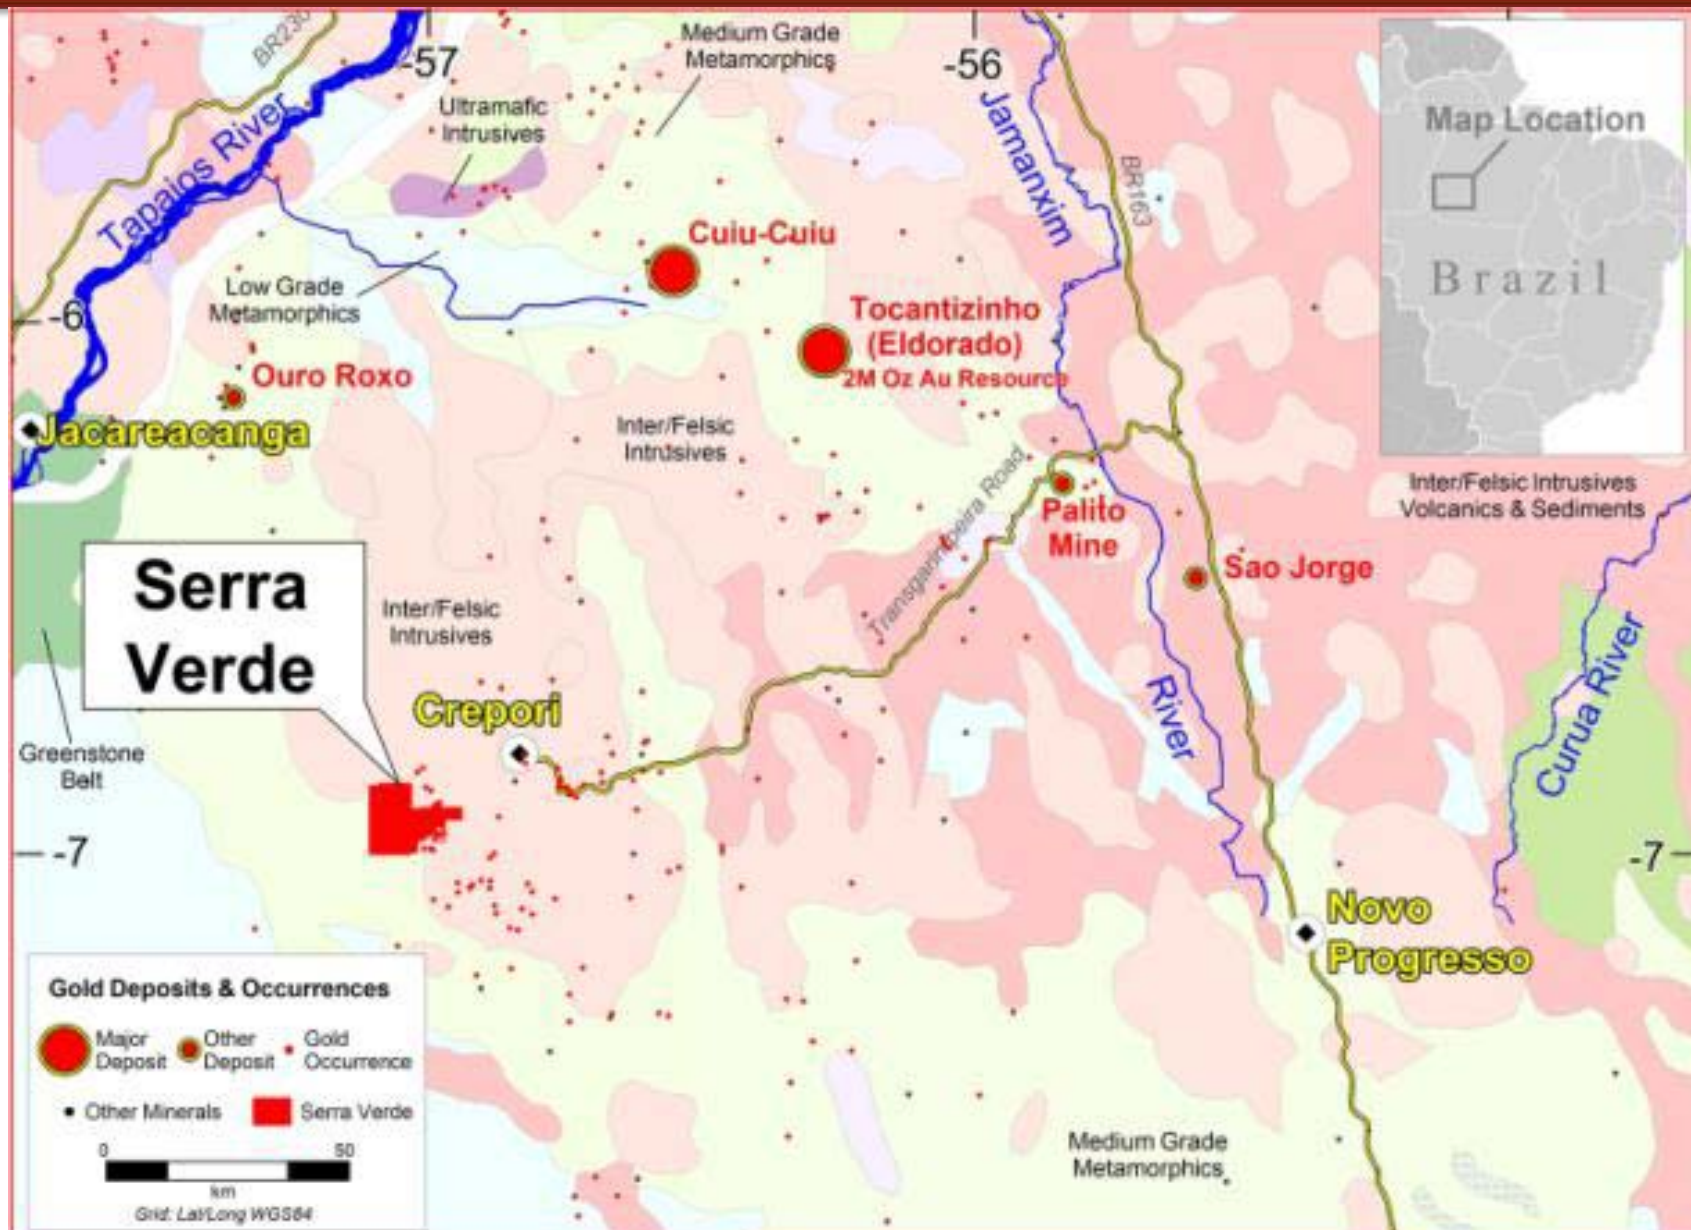 BR230
-57
Medium Grade
Metamorphics
-56
Ultramafic
Intrusives
Tapaios River
Jamanxim
BR163
Map Location
Brazil
Cuiu-Cuiu
Low Grade
Metamorphics
-6
Tocantizinho
(Eldorado)
2M Oz Au Resource
Ouro Roxo
Jacareacanga
Inter/Felsic
Intrusives
Transgarimpeira Road
Palito
Mine
Inter/Felsic Intrusives
Volcanics & Sediments
Sao Jorge
Serra
Verde
Inter/Felsic
Intrusives
Crepori
River
Curua River
Greenstone
Belt
-7
-7
Novo
Progresso
Gold Deposits & Occurrences
Major
Deposit
Other
Deposit
Gold
Occurrence
Other Minerals
Serra Verde
0 50
km
Grid: Lat/Long WGS84
Medium Grade
Metamorphics